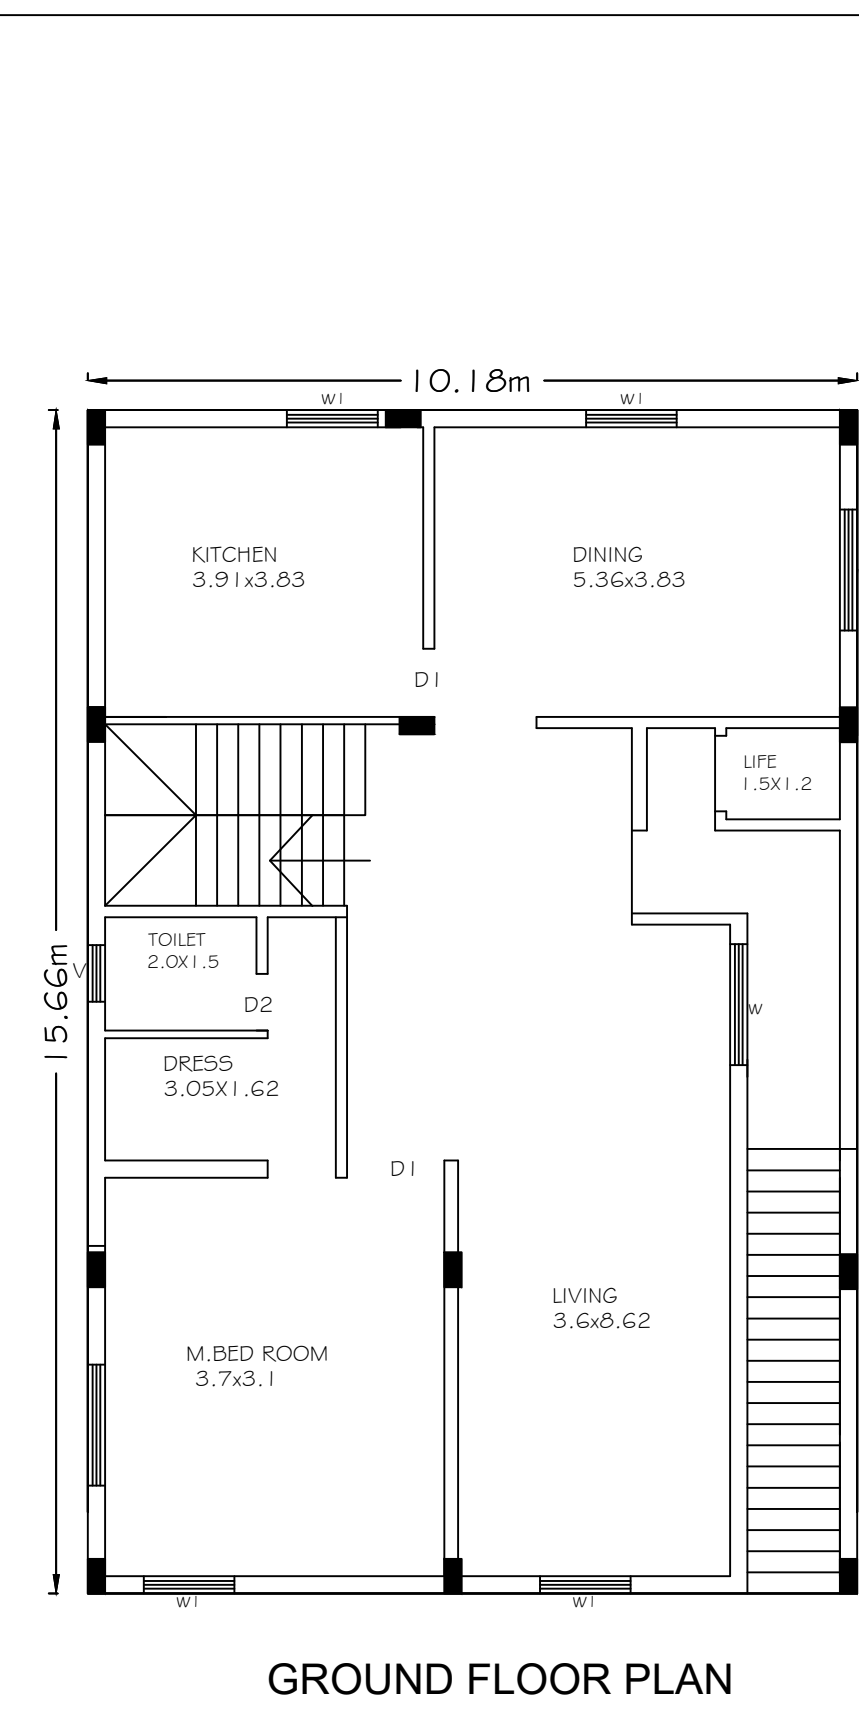 10.18m
W1
W1
KITCHEN
3.91x3.83
DINING
5.36x3.83
D1
LIFE
1.5X1.2
TOILET
2.0X1.5
V
15.66m
D2
W
DRESS
3.05X1.62
D1
LIVING
3.6x8.62
M.BED ROOM
3.7x3.1
W1
W1
GROUND FLOOR PLAN